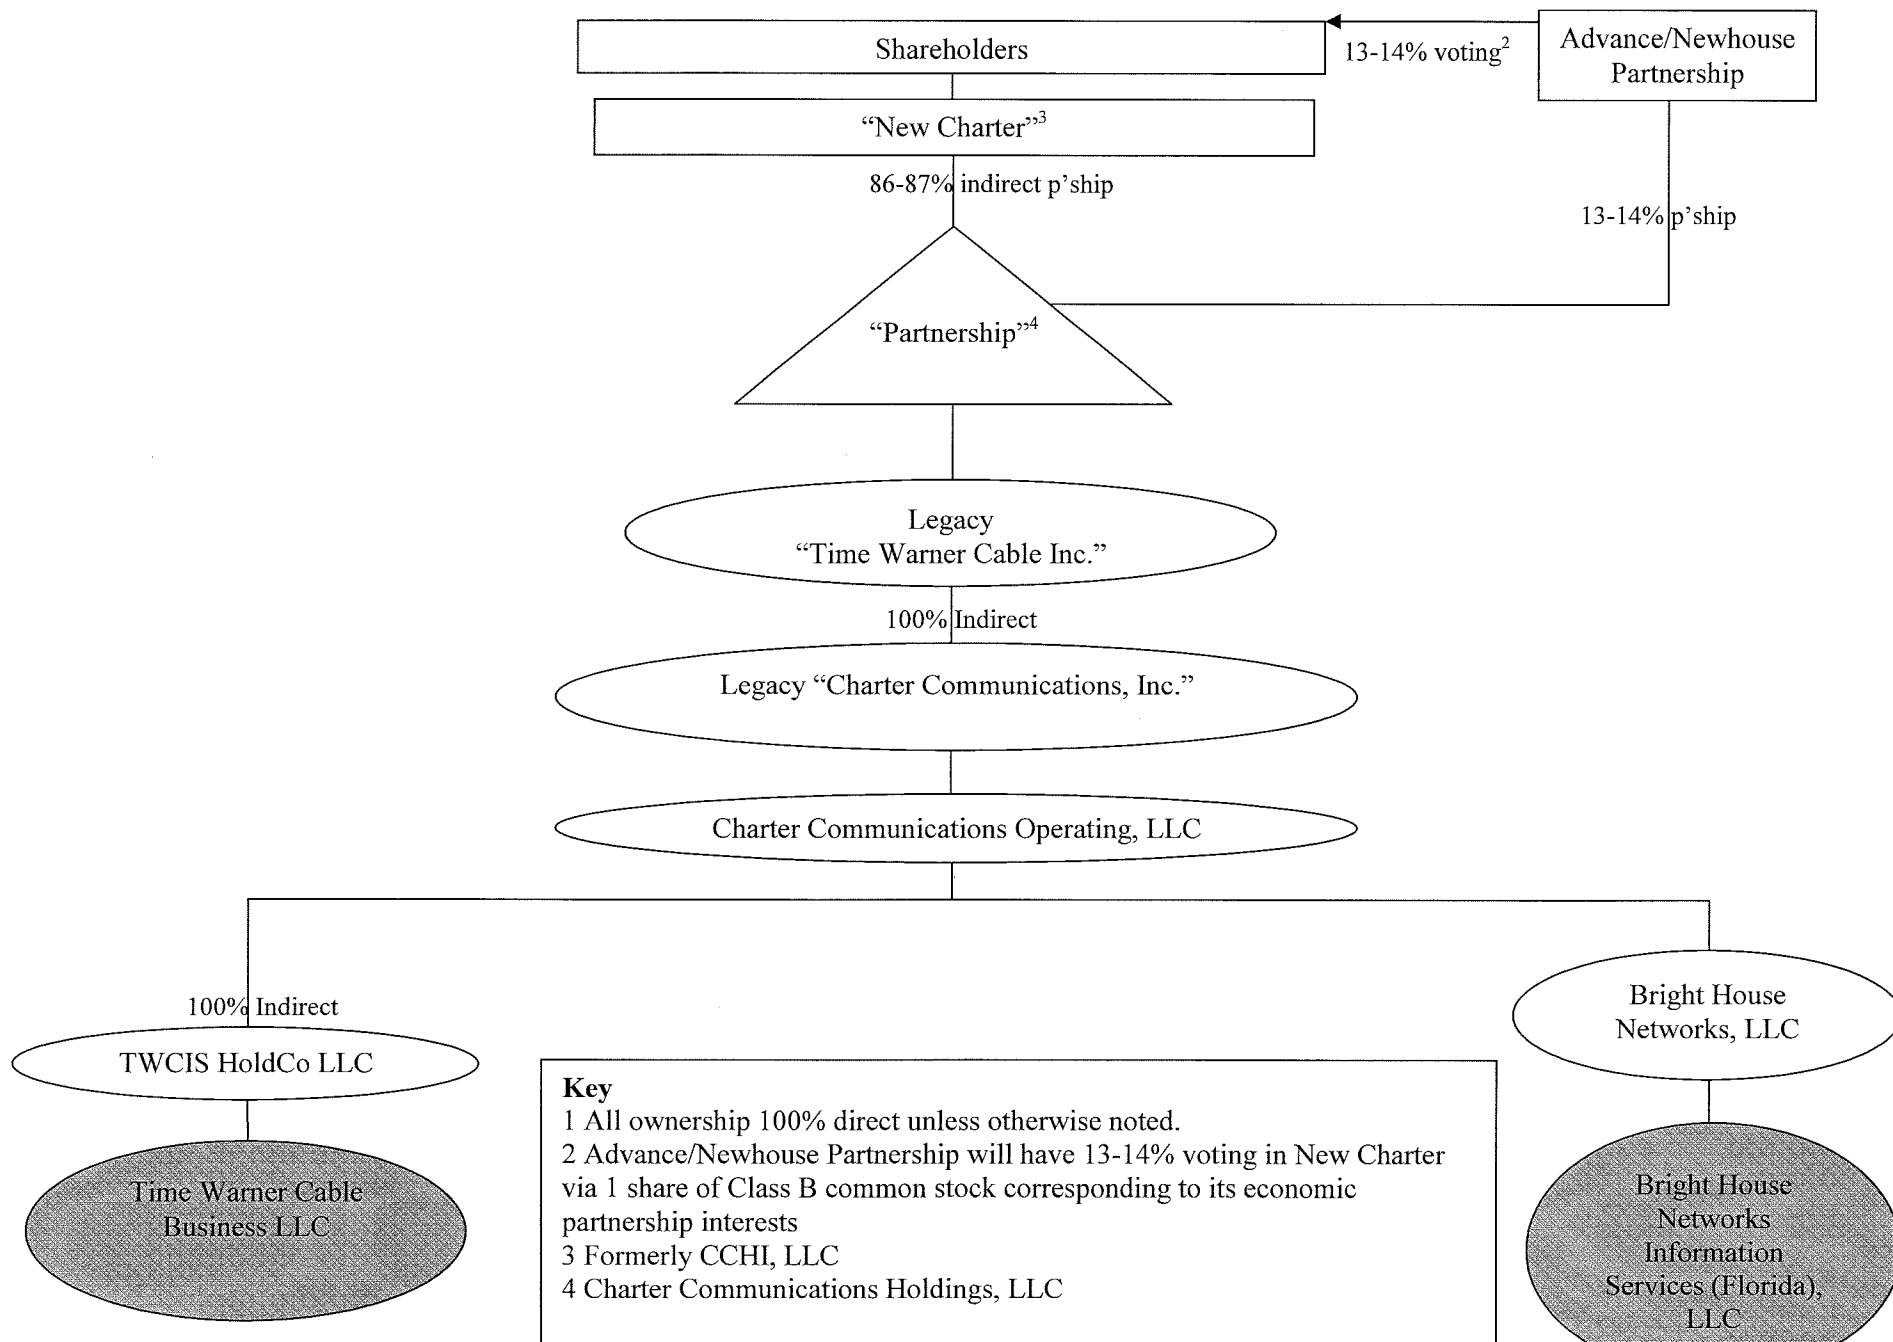 Shareholders
13-14% voting2
Advance/Newhouse
Partnership
“New Charter”3
86-87% indirect p’ship
13-14% p’ship
“Partnership”4
Legacy
“Time Warner Cable Inc.”
100% Indirect
Legacy “Charter Communications, Inc.”
Charter Communications Operating, LLC
100% Indirect
TWCIS HoldCo LLC
Time Warner Cable
Business LLC
Bright House
Networks, LLC
Bright House
Networks
Information
Services (Florida),
LLC
Key
1 All ownership 100% direct unless otherwise noted.
2 Advance/Newhouse Partnership will have 13-14% voting in New Charter
via 1 share of Class B common stock corresponding to its economic
partnership interests
3 Formerly CCHI, LLC
4 Charter Communications Holdings, LLC